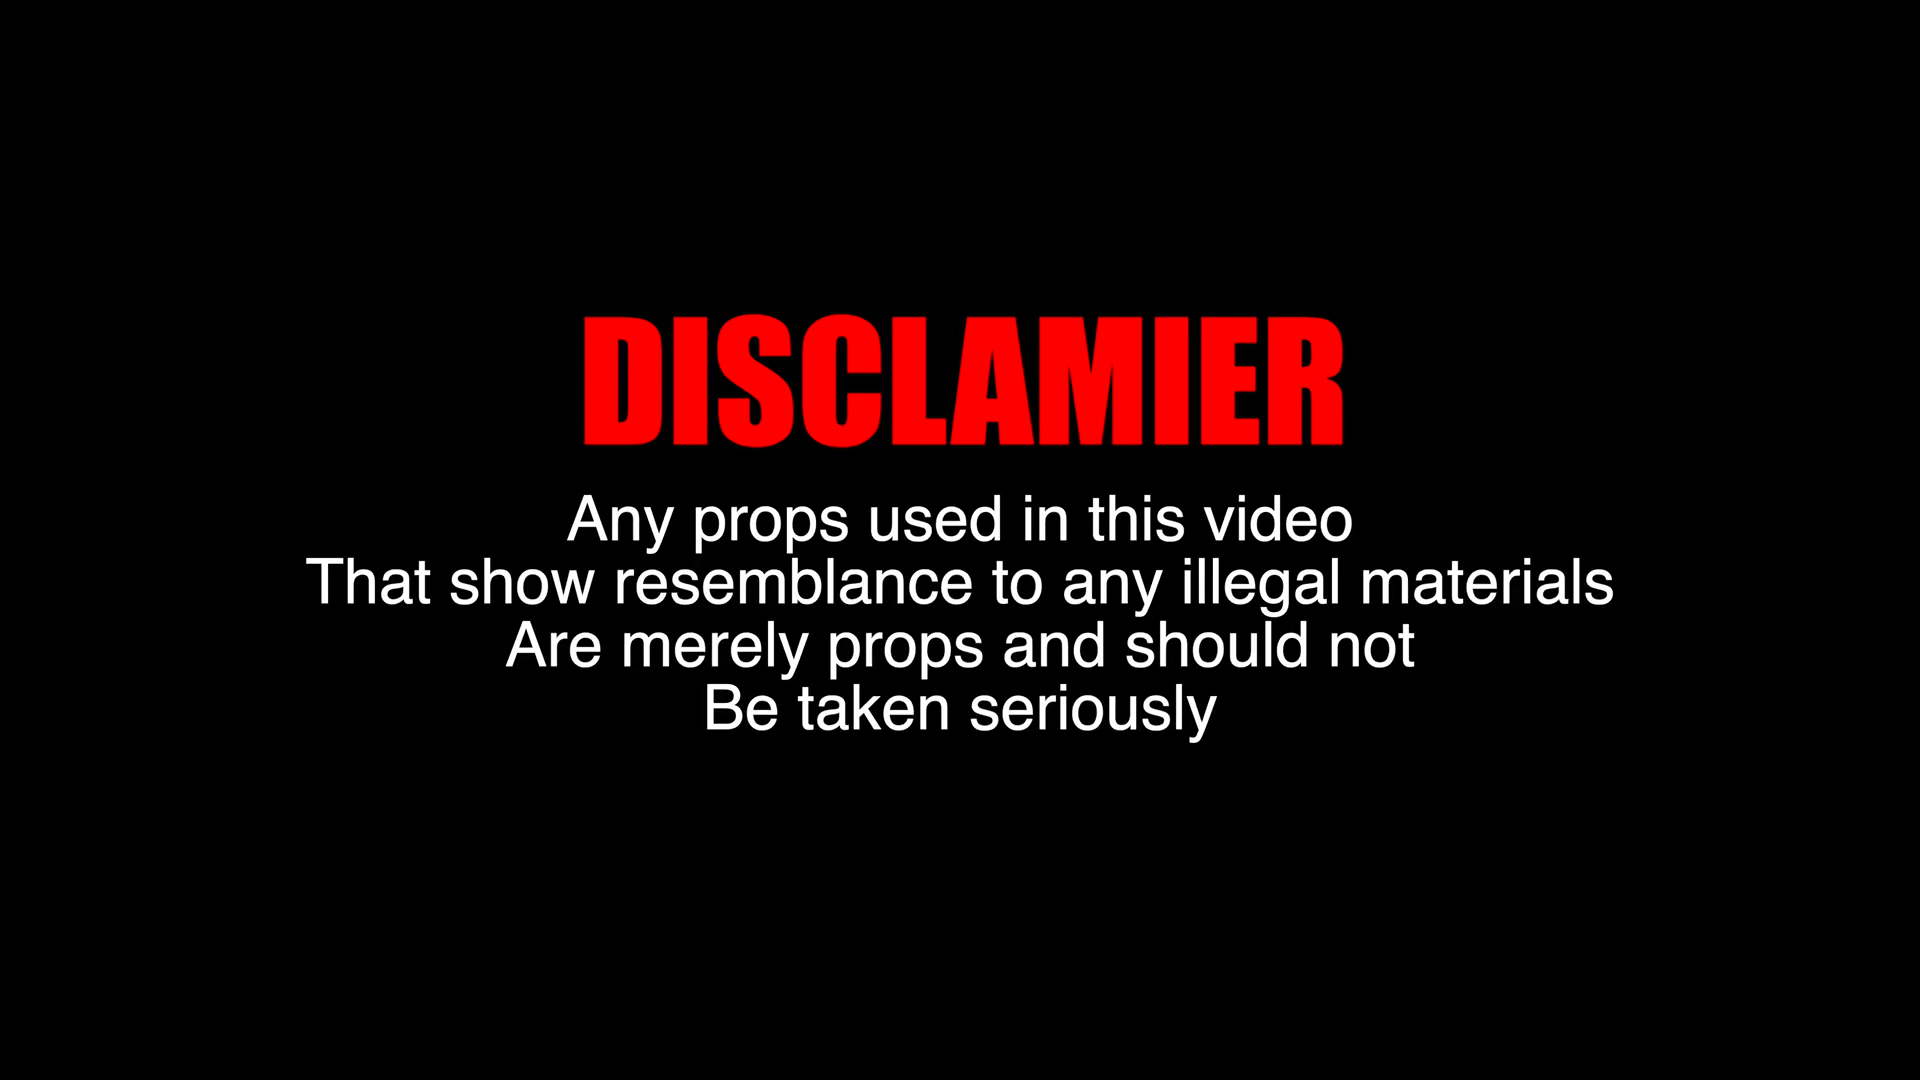 DISCLAMIER
Any props used in this video
That show resemblance to any illegal materials
Are merely props and should not
Be taken seriously